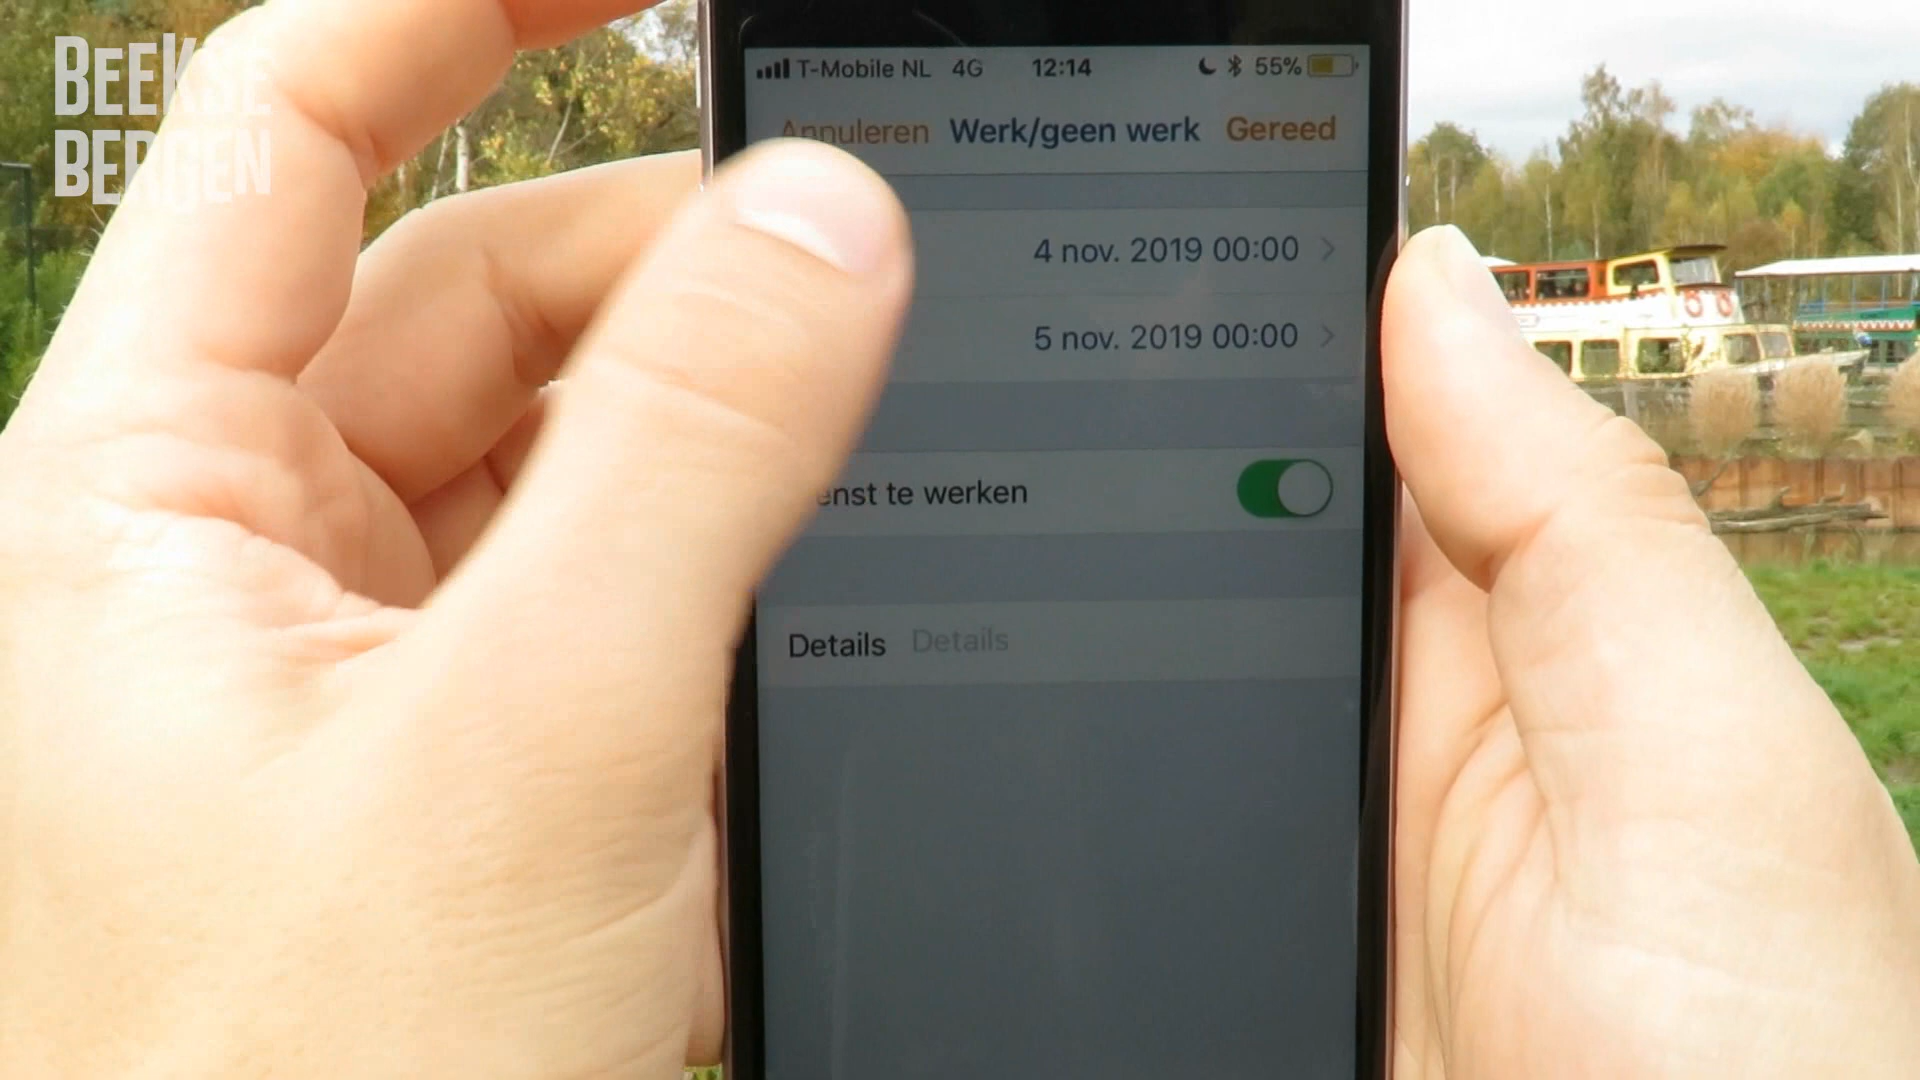 BEEKSE
BERGEN
T-Mobile NL 4G 12:14 55%
Annuleren Werk/geen werk Gereed
4 nov. 2019 00:00
5 nov. 2019 00:00
te werken
Details Details